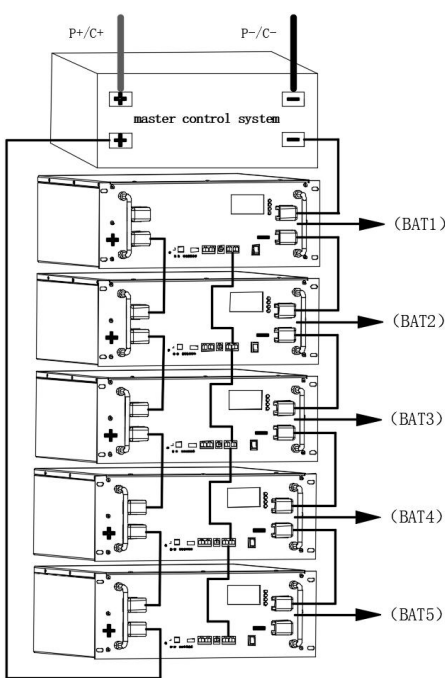 P+/C+ P-/C-
+ -
master control system
+ -
(BAT1)
+
(BAT2)
+
(BAT3)
+
(BAT4)
+
(BAT5)
+